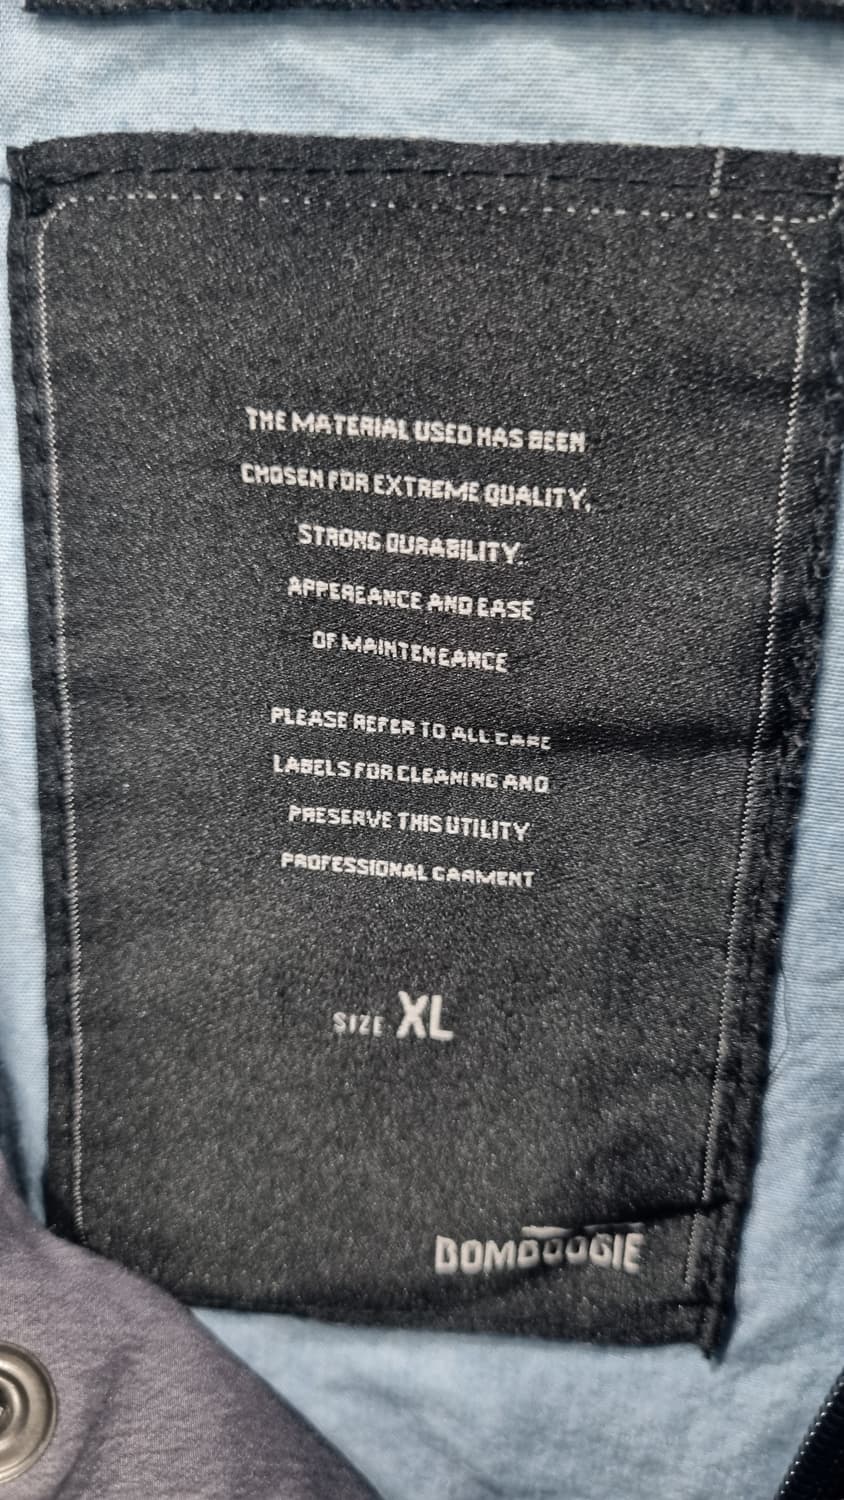 THE MATERIAL USED HAS BEEN
CHOSEN FOR EXTREME QUALITY,
STRONG DURABILITY,
APPEREANCE AND EASE
OF MAINTENEANCE
PLEASE REFER TO ALL CARE
LABELS FOR CLEANING AND
PRESERVE THIS UTILITY
PROFESSIONAL GARMENT
SIZE XL
BOMBOOGIE